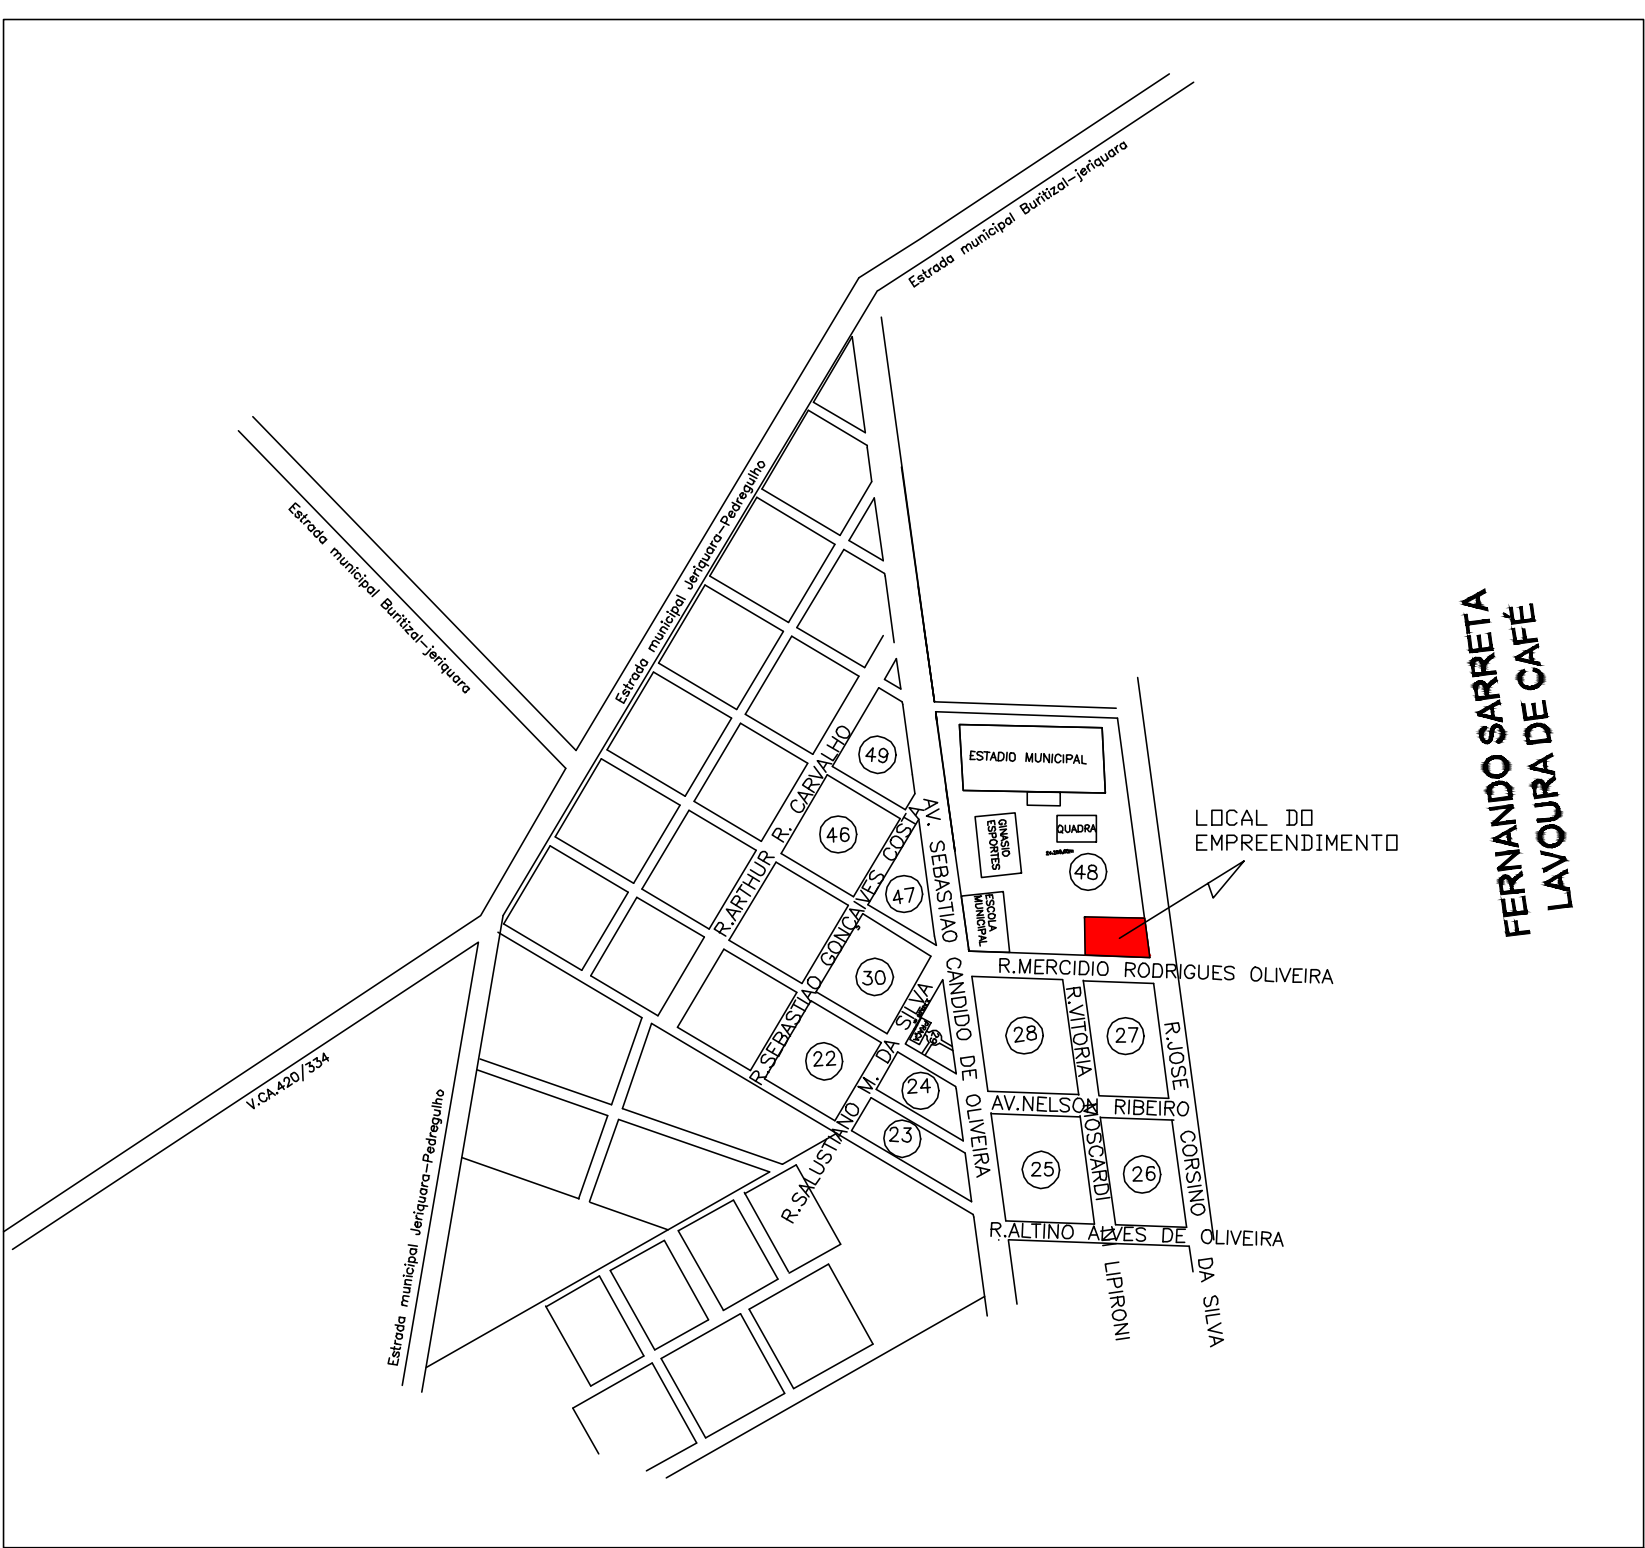 Estrada municipal Buritizal-jeriquara
Estrada municipal Jeriquara-Pedregulho
Estrada municipal Buritizal-jeriquara
FERNANDO SARRETA
LAVOURA DE CAFÉ
R.ARTHUR R. CARVALHO
49
ESTADIO MUNICIPAL
46
R.SEBASTIAO GONÇALVES COSTA
AV. SEBASTIAO CANDIDO DE OLIVEIRA
GINASIO
ESPORTES
QUADRA
LOCAL DO
EMPREENDIMENTO
48
47
ESCOLA
MUNICIPAL
R.MERCIDIO RODRIGUES OLIVEIRA
30
R.SALUSTIANO M. DA SILVA
R.VITORIA MOSCARDI LIPIRONI
R.JOSE CORSINO DA SILVA
28
27
29
22
24
V.CA.420/334
AV.NELSON RIBEIRO
23
25
26
Estrada municipal Jeriquara-Pedregulho
R.ALTINO ALVES DE OLIVEIRA